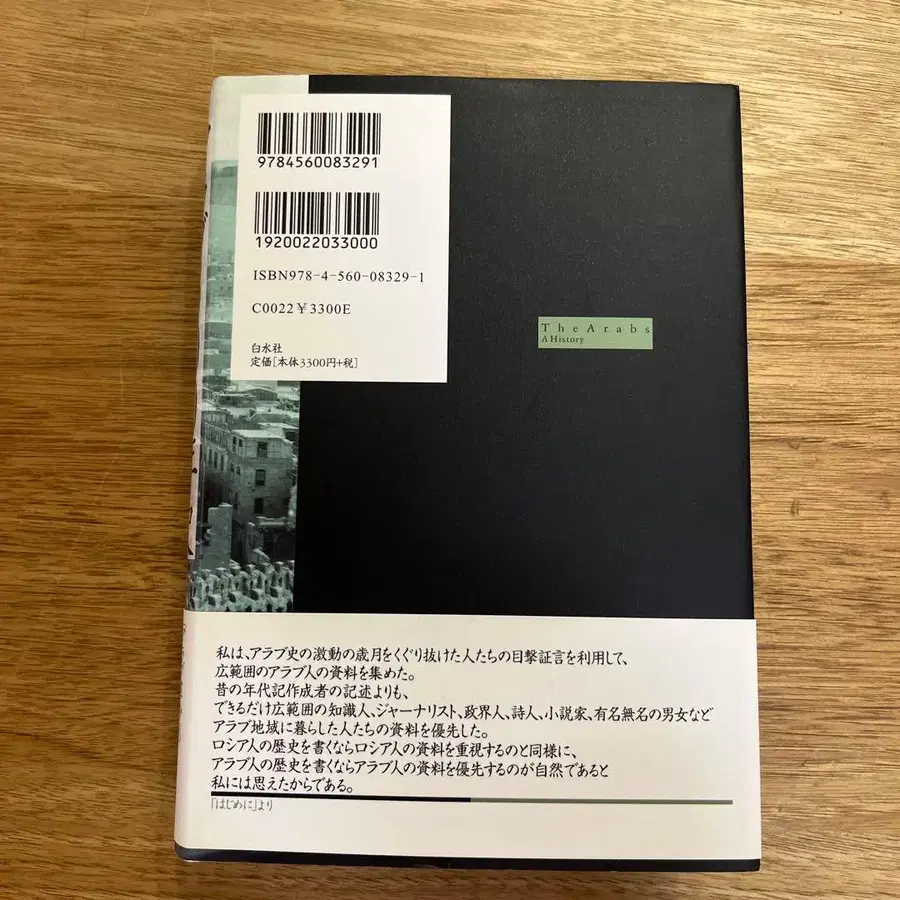 9784560083291
1920022033000
ISBN978-4-560-08329-1
C0022￥3300E
白水社
定価[本体3300円+税]
The Arabs
A History
私は、アラブ史の激動の歳月をくぐり抜けた人たちの目撃証言を利用して、
広範囲のアラブ人の資料を集めた。
昔の年代記作成者の記述よりも、
できるだけ広範囲の知識人、ジャーナリスト、政界人、詩人、小説家、有名無名の男女など
アラブ地域に暮らした人たちの資料を優先した。
ロシア人の歴史を書くならロシア人の資料を重視するのと同様に、
アラブ人の歴史を書くならアラブ人の資料を優先するのが自然であると
私には思えたからである。
「はじめに」より